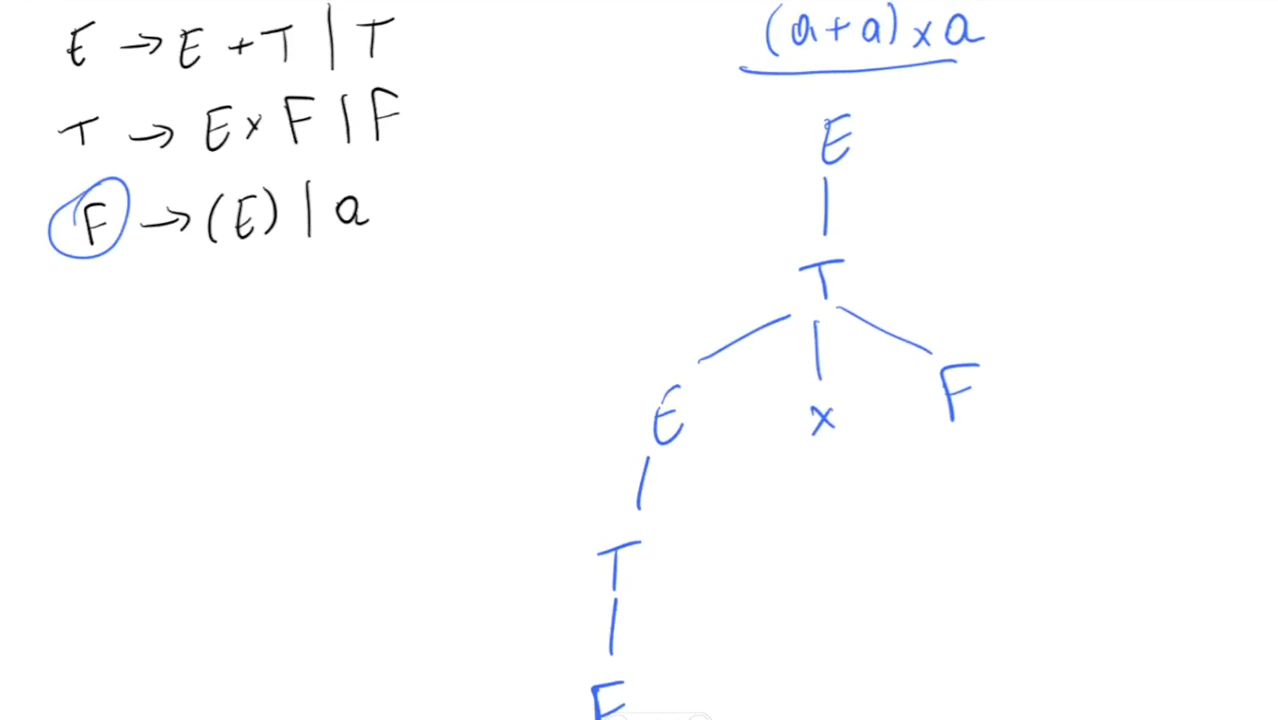 E → E + T | T
T → E × F | F
F → (E) | a
(a + a) × a
E
T
E × F
T
F